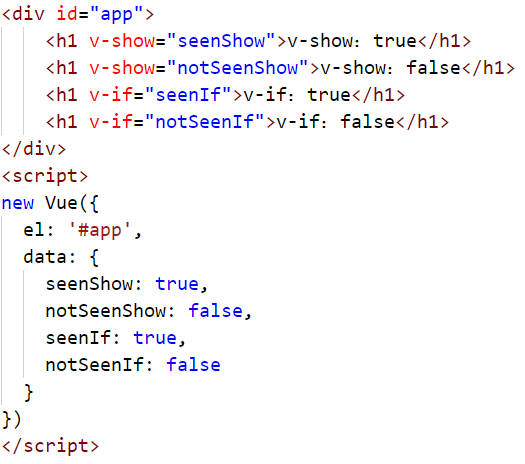 <div id="app">
    <h1 v-show="seenShow">v-show：true</h1>
    <h1 v-show="notSeenShow">v-show：false</h1>
    <h1 v-if="seenIf">v-if：true</h1>
    <h1 v-if="notSeenIf">v-if：false</h1>
</div>
<script>
new Vue({
  el: '#app',
  data: {
    seenShow: true,
    notSeenShow: false,
    seenIf: true,
    notSeenIf: false
  }
})
</script>